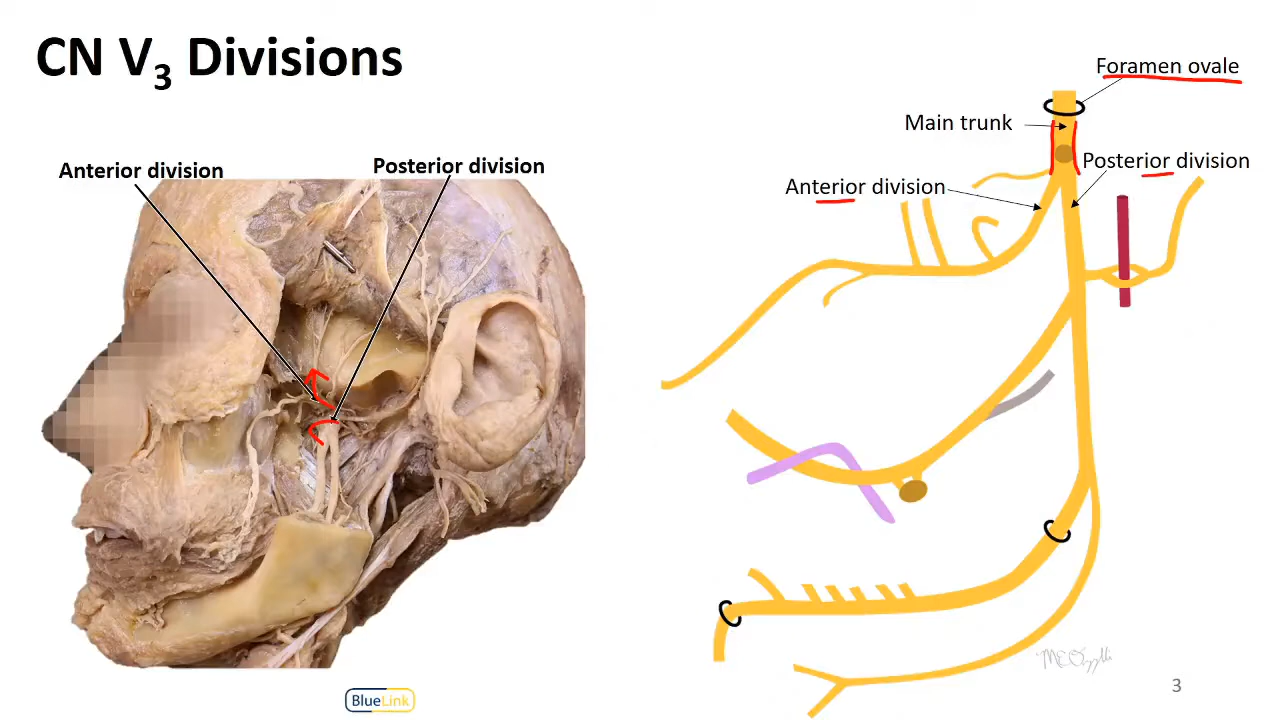 CN V3 Divisions
Foramen ovale
Main trunk
Anterior division
Posterior division
Posterior division
Anterior division
BlueLink
3